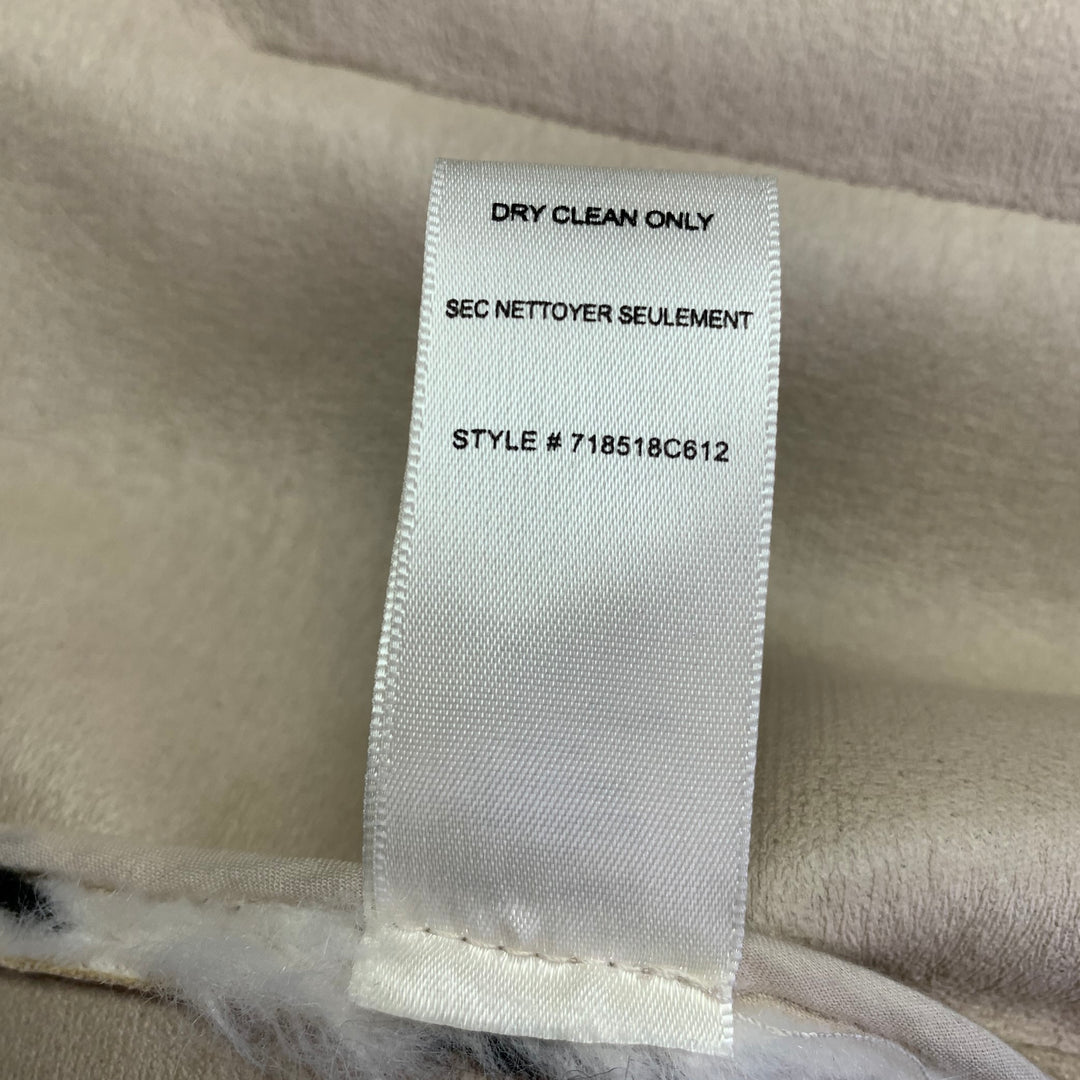 DRY CLEAN ONLY
SEC NETTOYER SEULEMENT
STYLE # 718518C612